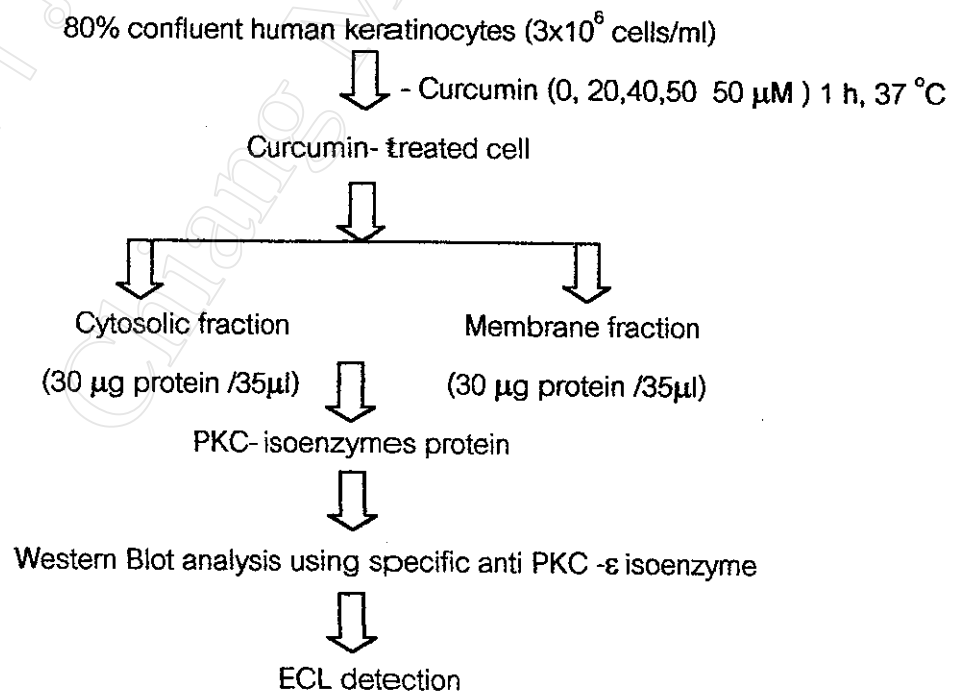 80% confluent human keratinocytes (3x10⁶ cells/ml)
- Curcumin (0, 20,40,50 50 µM ) 1 h, 37 °C
Curcumin- treated cell
Cytosolic fraction Membrane fraction
(30 µg protein /35µl) (30 µg protein /35µl)
PKC- isoenzymes protein
Western Blot analysis using specific anti PKC -ε isoenzyme
ECL detection
Chiang